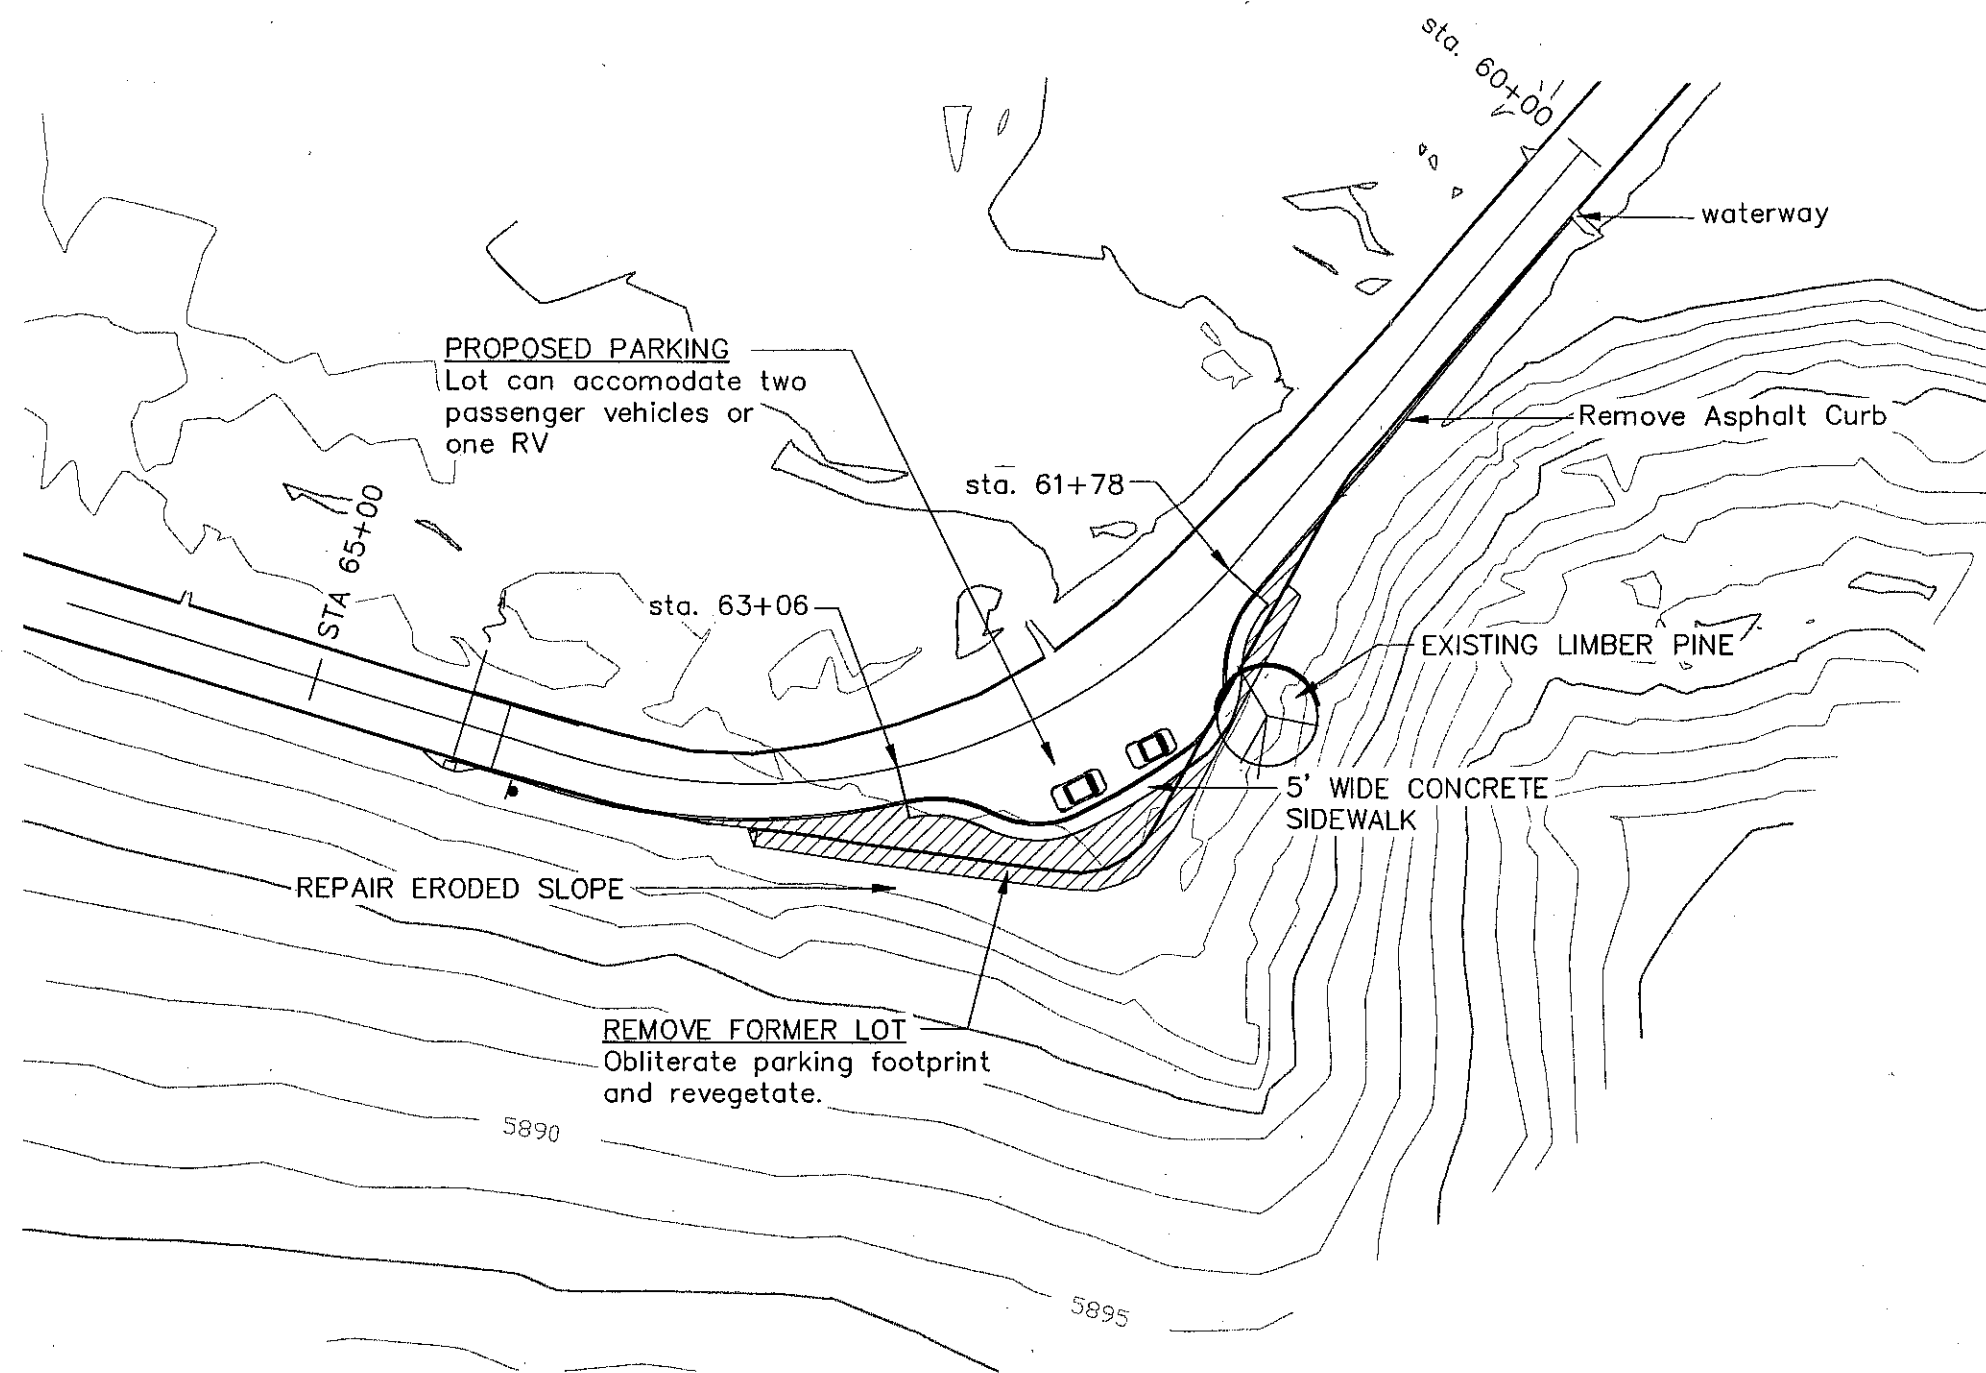 sta. 60+00
waterway
PROPOSED PARKING
Lot can accomodate two
passenger vehicles or
one RV
Remove Asphalt Curb
sta. 61+78
STA 65+00
sta. 63+06
EXISTING LIMBER PINE
5' WIDE CONCRETE
SIDEWALK
REPAIR ERODED SLOPE
REMOVE FORMER LOT
Obliterate parking footprint
and revegetate.
5890
5895